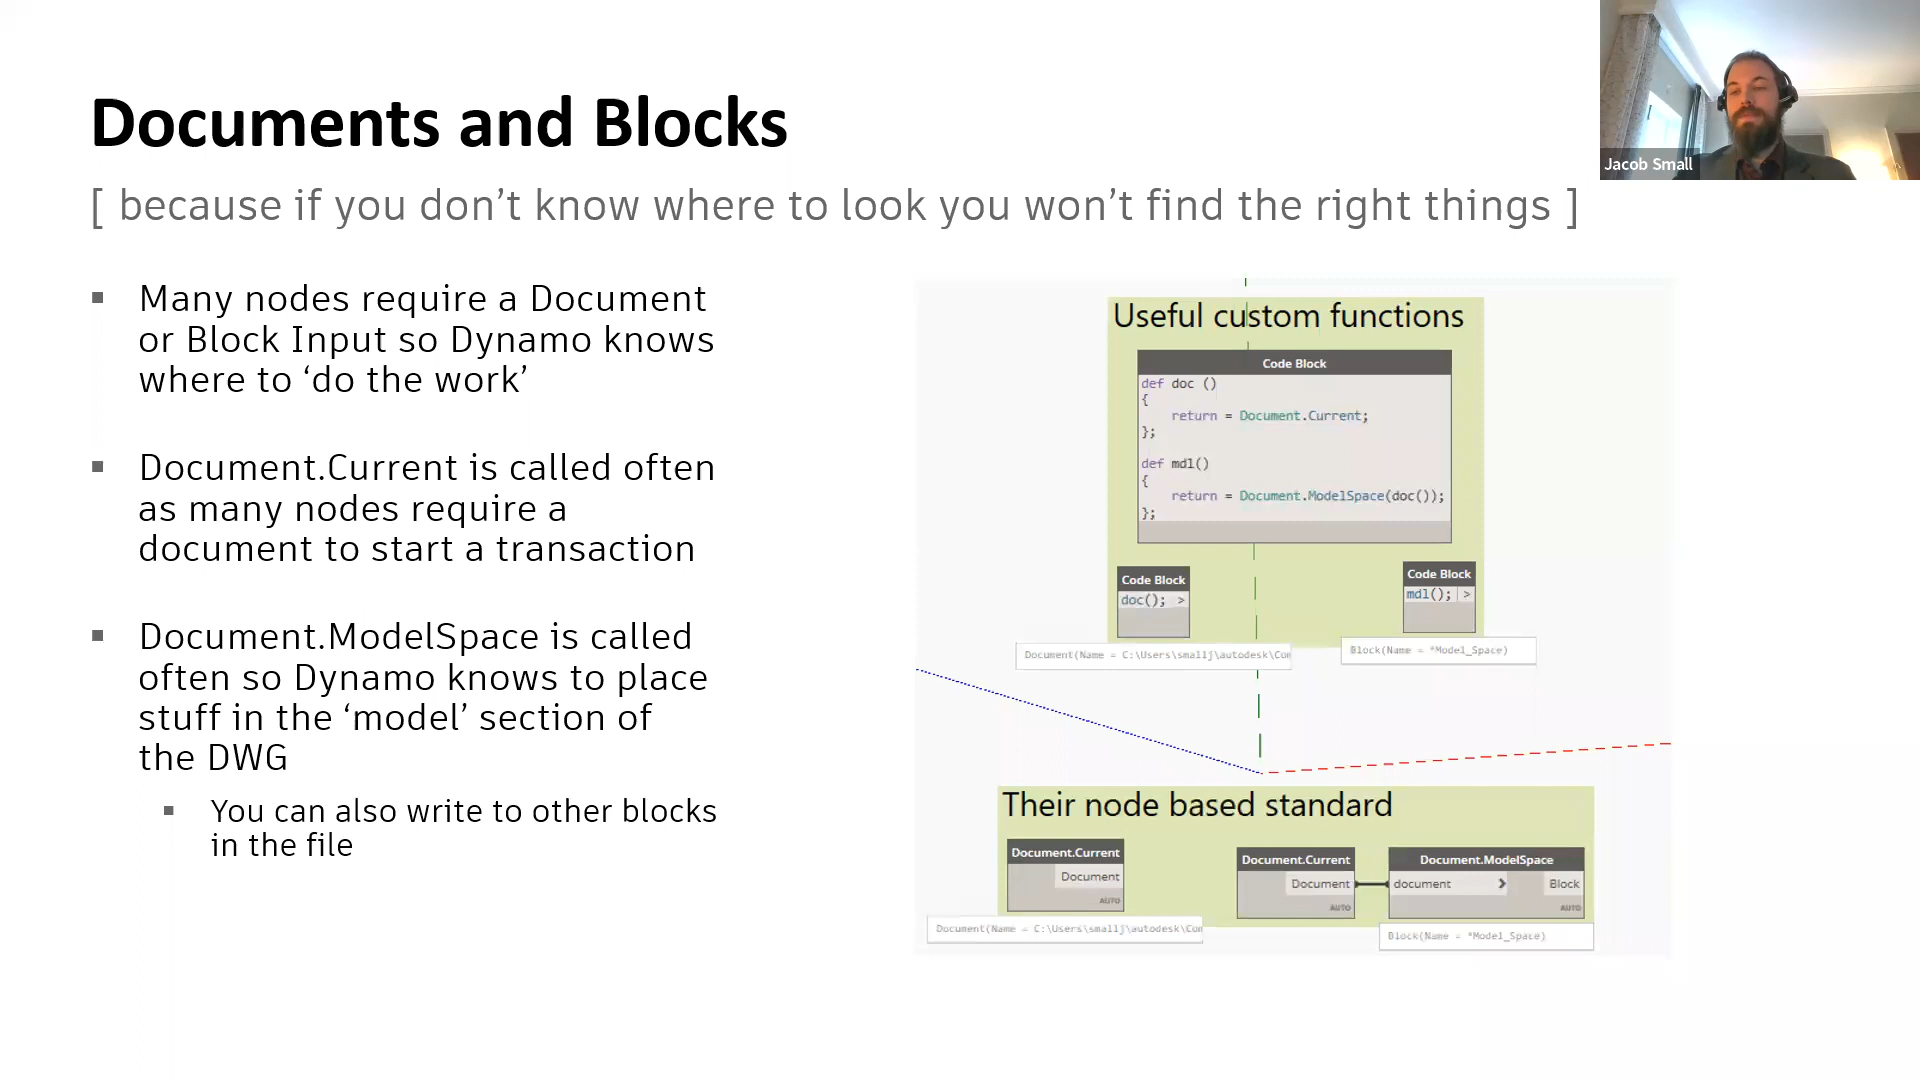 Documents and Blocks
[ because if you don’t know where to look you won’t find the right things ]
Jacob Small
▪ Many nodes require a Document
or Block Input so Dynamo knows
where to ‘do the work’
▪ Document.Current is called often
as many nodes require a
document to start a transaction
▪ Document.ModelSpace is called
often so Dynamo knows to place
stuff in the ‘model’ section of
the DWG
▪ You can also write to other blocks
in the file
Useful custom functions
Code Block
def doc ()
{
return = Document.Current;
};
def mdl()
{
return = Document.ModelSpace(doc());
};
Code Block
doc(); >
Document(Name = C:\Users\smallj\autodesk\Con
Code Block
mdl(); >
Block(Name = *Model_Space)
Their node based standard
Document.Current
Document
AUTO
Document(Name = C:\Users\smallj\autodesk\Con
Document.Current
Document
AUTO
Document.ModelSpace
document > Block
AUTO
Block(Name = *Model_Space)